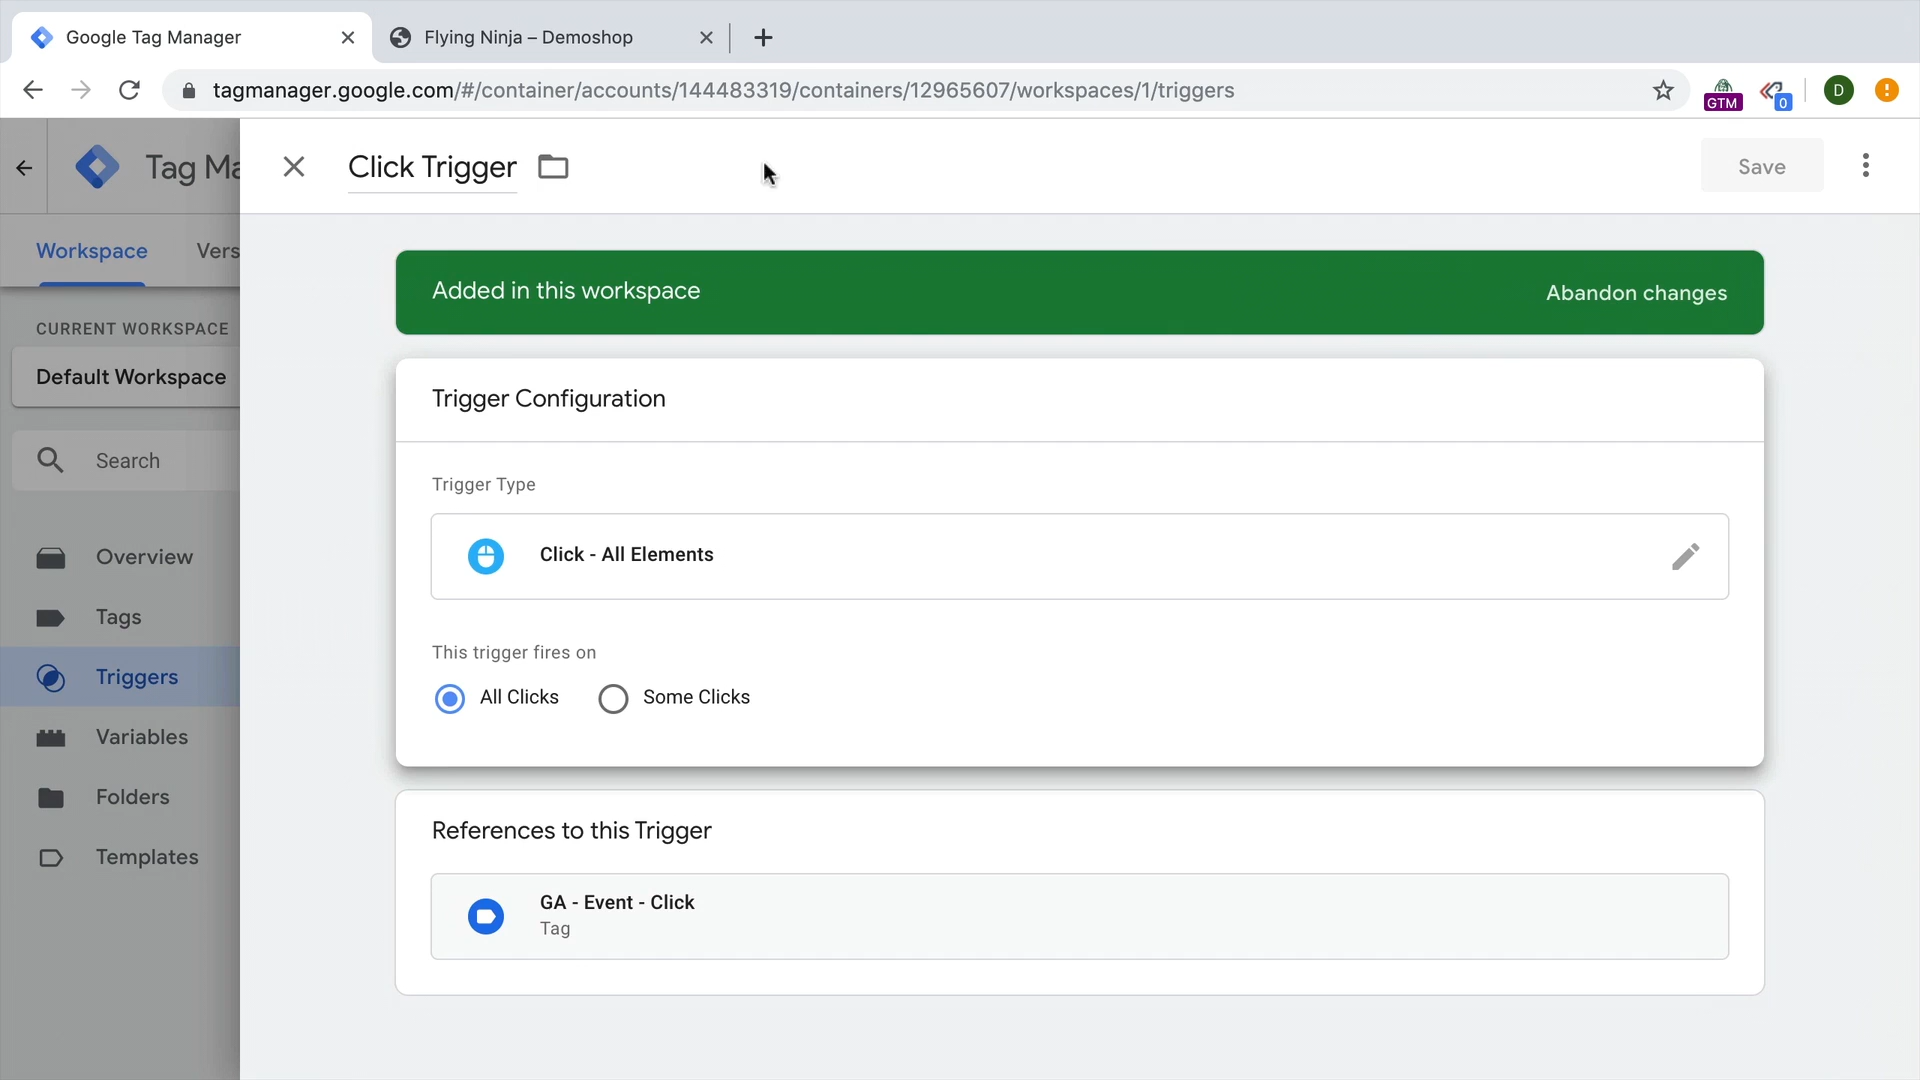 Google Tag Manager
Flying Ninja – Demoshop
tagmanager.google.com/#/container/accounts/144483319/containers/12965607/workspaces/1/triggers
GTM
0
D
!
Tag Ma
Click Trigger
Save
Workspace
Vers
Added in this workspace
Abandon changes
CURRENT WORKSPACE
Default Workspace
Trigger Configuration
Search
Trigger Type
Click - All Elements
Overview
Tags
This trigger fires on
Triggers
All Clicks
Some Clicks
Variables
Folders
References to this Trigger
Templates
GA - Event - Click
Tag